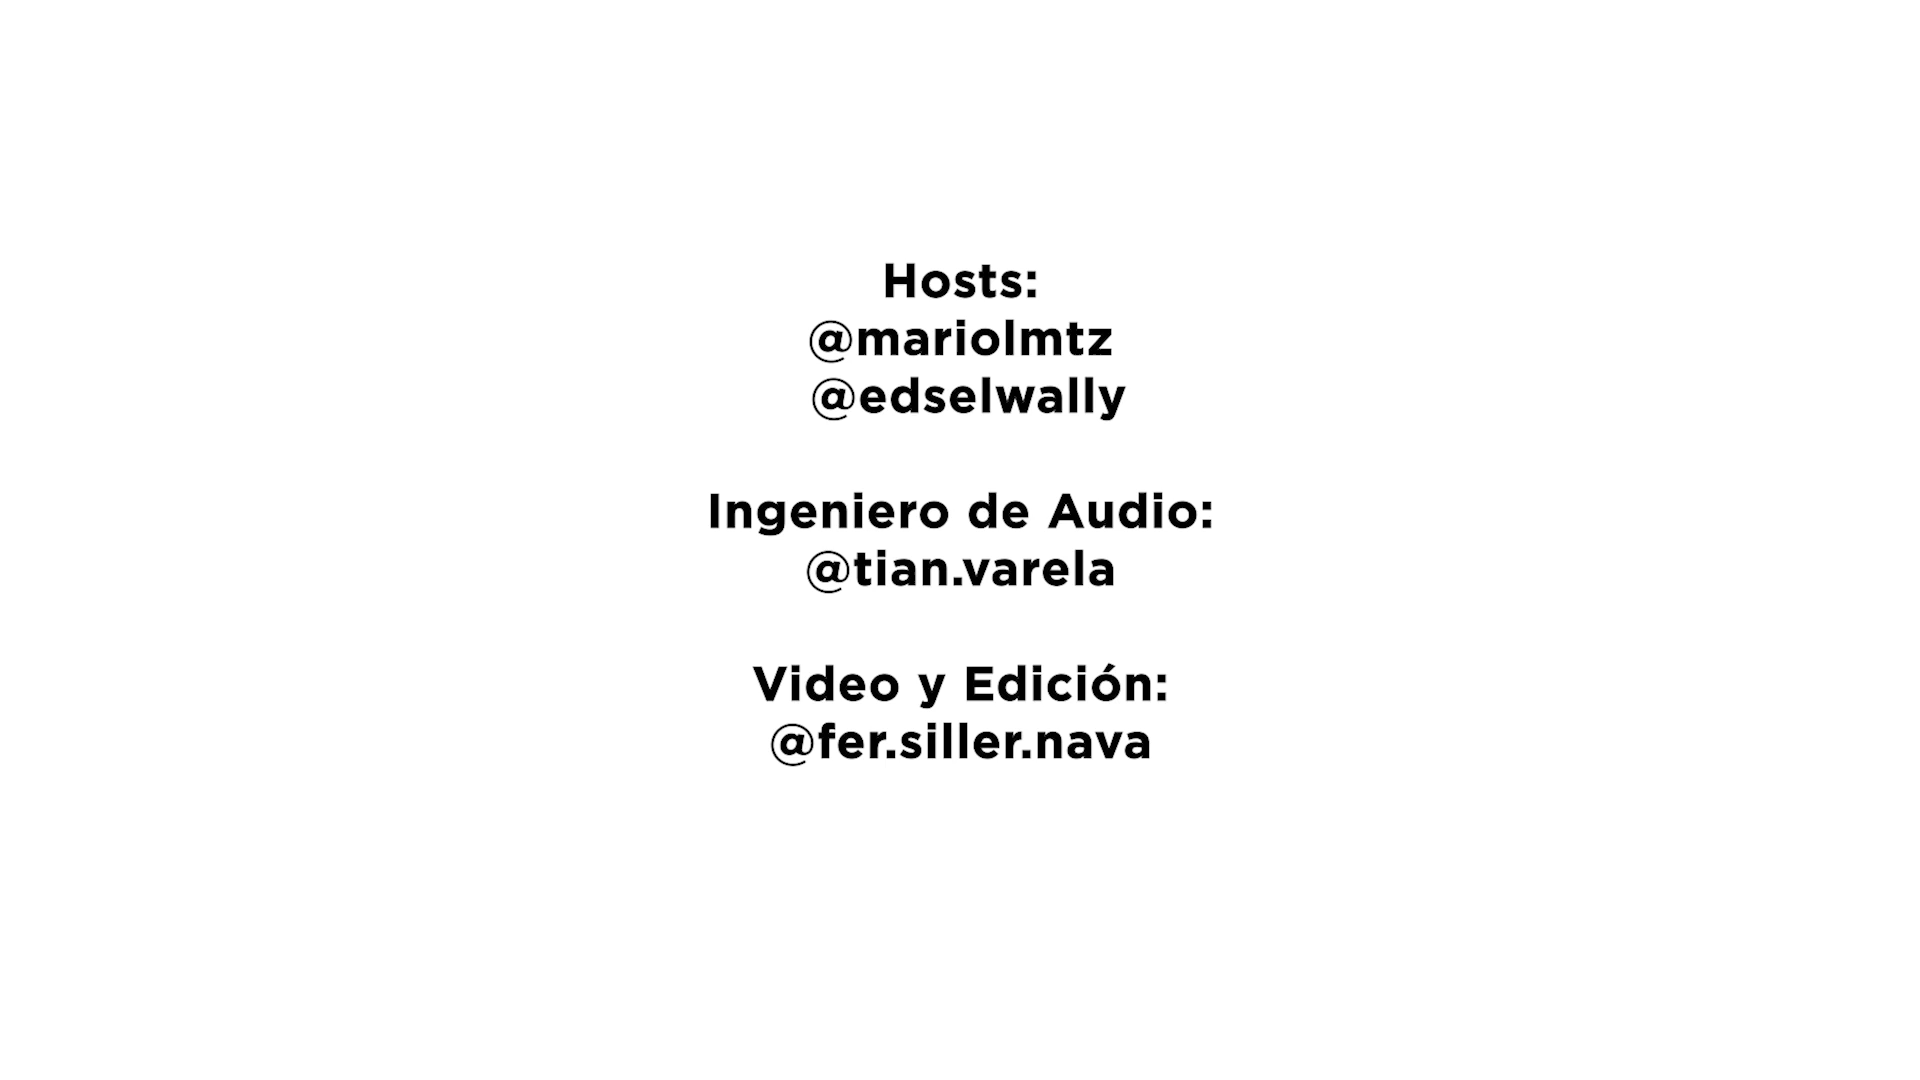 Hosts:
@mariolmtz
@edselwally
Ingeniero de Audio:
@tian.varela
Video y Edición:
@fer.siller.nava